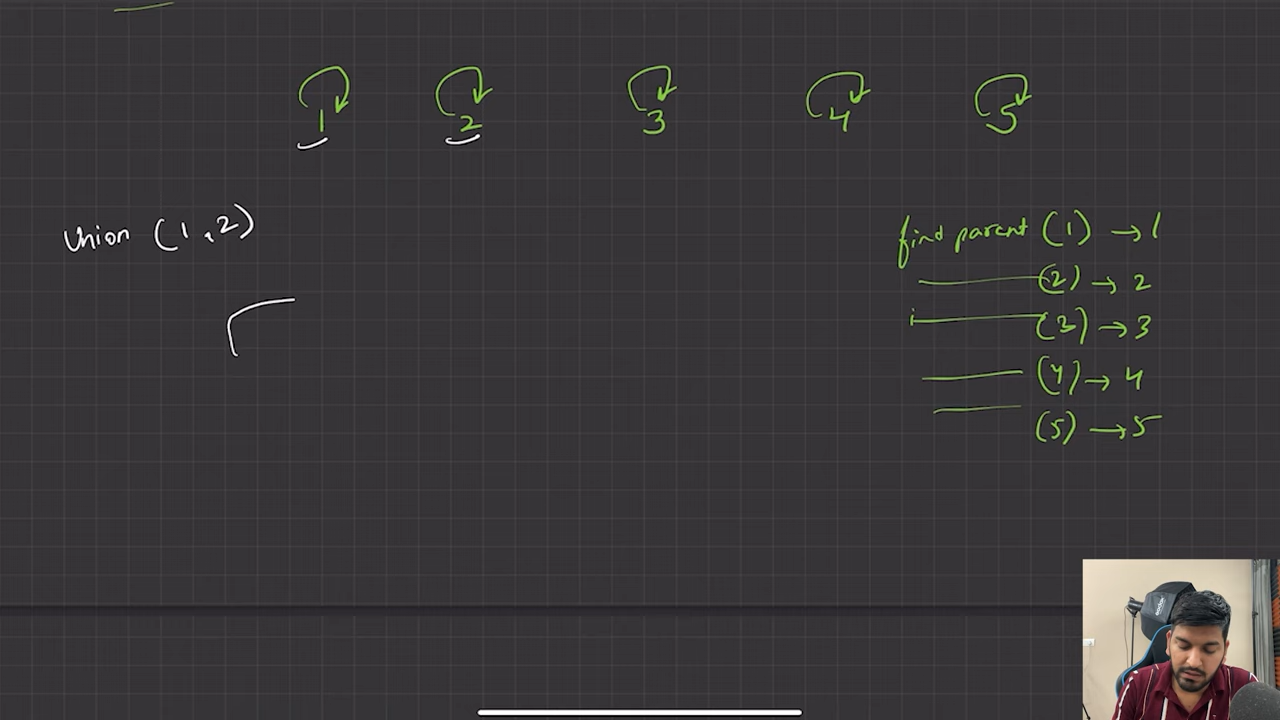 1 2 3 4 5
Union (1,2)
find parent (1) → 1
(2) → 2
(3) → 3
(4) → 4
(5) → 5